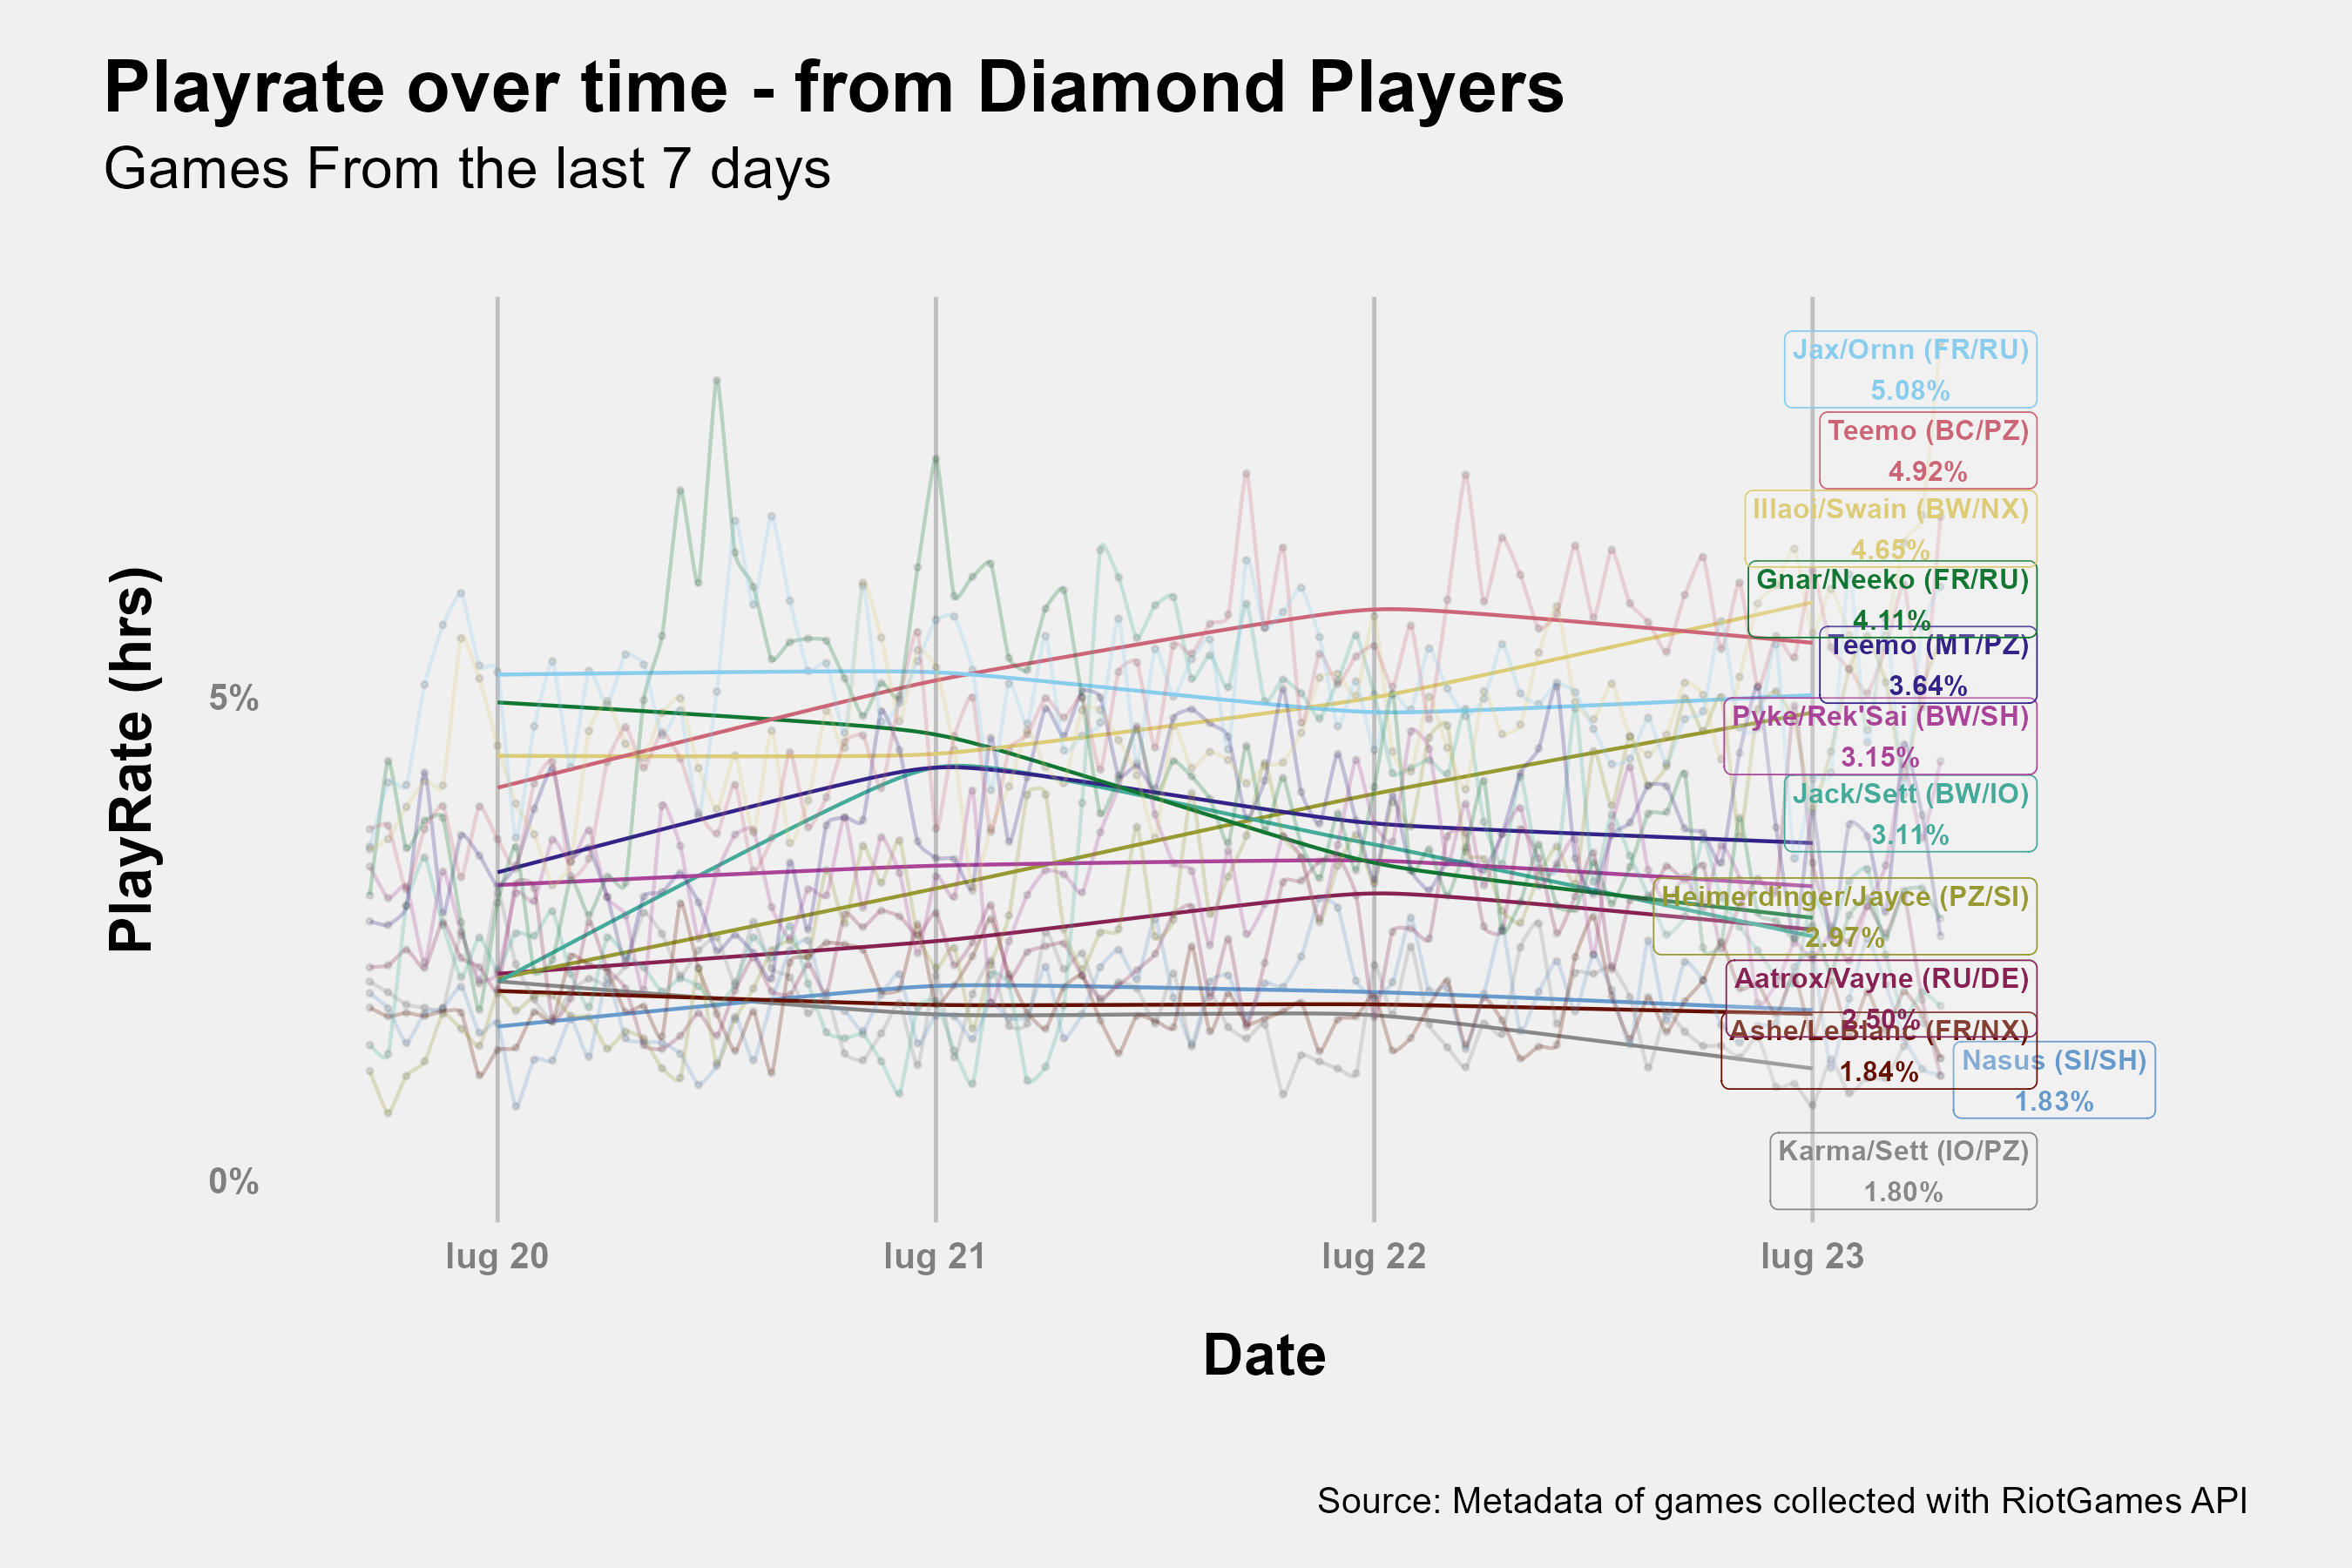 Playrate over time - from Diamond Players
Games From the last 7 days
PlayRate (hrs)
5%
0%
Jax/Ornn (FR/RU)
5.08%
Teemo (BC/PZ)
4.92%
Illaoi/Swain (BW/NX)
4.65%
Gnar/Neeko (FR/RU)
4.11%
Teemo (MT/PZ)
3.64%
Pyke/Rek'Sai (BW/SH)
3.15%
Jack/Sett (BW/IO)
3.11%
Heimerdinger/Jayce (PZ/SI)
2.97%
Aatrox/Vayne (RU/DE)
2.50%
Ashe/LeBlanc (FR/NX)
1.84%
Nasus (SI/SH)
1.83%
Karma/Sett (IO/PZ)
1.80%
lug 20
lug 21
lug 22
lug 23
Date
Source: Metadata of games collected with RiotGames API